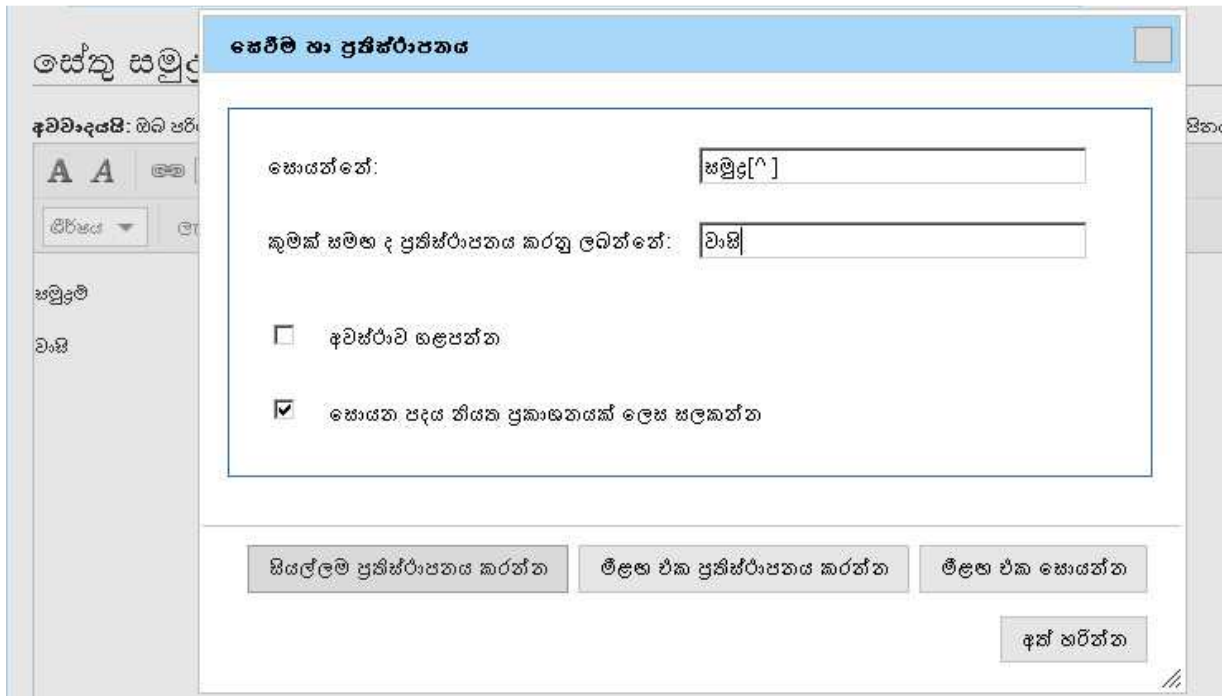 සෙවීම හා ප්‍රතිස්ථාපනය
සේතු සමුද්‍ර
අවවාදයයි: ඔබ පරි
සොයන්නේ:
සමුද්‍ර[^ ]
A A
ශීර්ෂය
කුමක් සමඟ ද ප්‍රතිස්ථාපනය කරනු ලබන්නේ:
වාසි
සමුද්‍රම්
වාසි
අවස්ථාව ගළපන්න
සොයන පදය නියත ප්‍රකාශනයක් ලෙස සලකන්න
සියල්ලම ප්‍රතිස්ථාපනය කරන්න
මීළඟ එක ප්‍රතිස්ථාපනය කරන්න
මීළඟ එක සොයන්න
අත් හරින්න